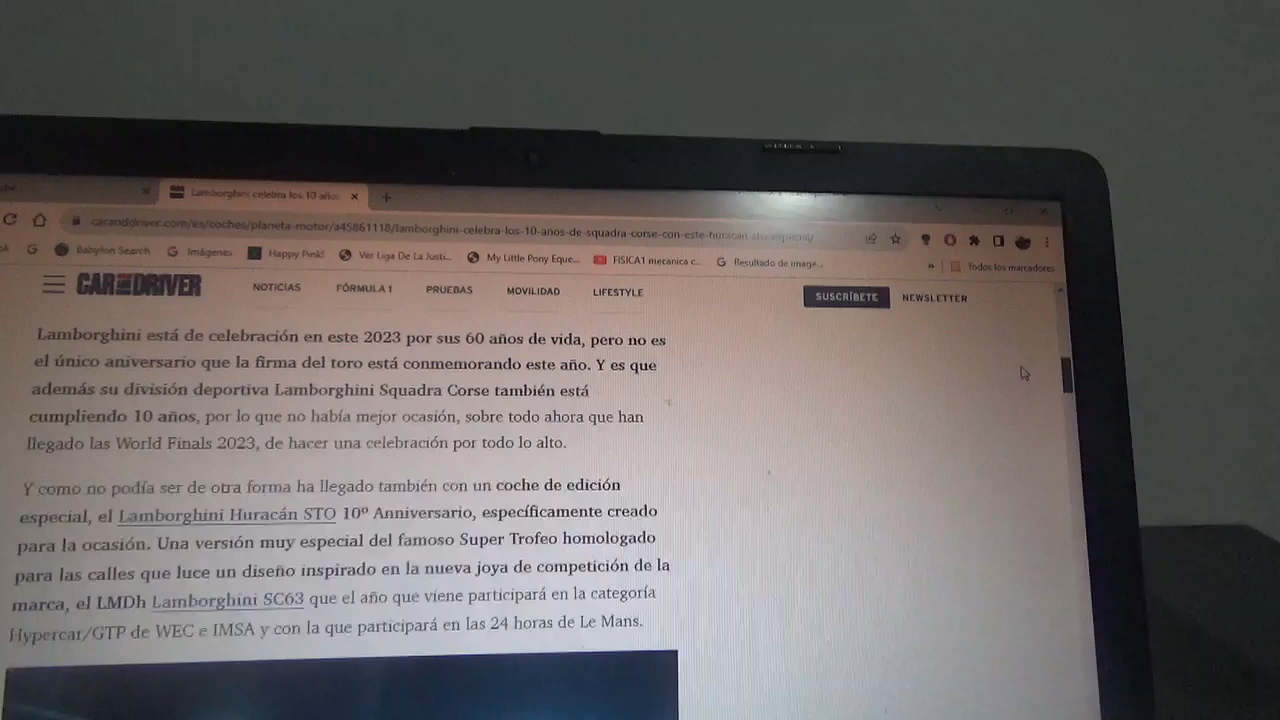 Lamborghini celebra los 10 años
caranddriver.com/es/coches/planeta-motor/a45861118/lamborghini-celebra-los-10-anos-de-squadra-corse-con-este-huracan-sto-especial/
Babylon Search Imágenes Happy Pink! Ver Liga De La Justi... My Little Pony Eque... FISICA1 mecanica c... Resultado de image... » Todos los marcadores
CAR AND DRIVER NOTICIAS FÓRMULA 1 PRUEBAS MOVILIDAD LIFESTYLE SUSCRÍBETE NEWSLETTER
Lamborghini está de celebración en este 2023 por sus 60 años de vida, pero no es
el único aniversario que la firma del toro está conmemorando este año. Y es que
además su división deportiva Lamborghini Squadra Corse también está
cumpliendo 10 años, por lo que no había mejor ocasión, sobre todo ahora que han
llegado las World Finals 2023, de hacer una celebración por todo lo alto.
Y como no podía ser de otra forma ha llegado también con un coche de edición
especial, el Lamborghini Huracán STO 10º Anniversario, específicamente creado
para la ocasión. Una versión muy especial del famoso Super Trofeo homologado
para las calles que luce un diseño inspirado en la nueva joya de competición de la
marca, el LMDh Lamborghini SC63 que el año que viene participará en la categoría
Hypercar/GTP de WEC e IMSA y con la que participará en las 24 horas de Le Mans.